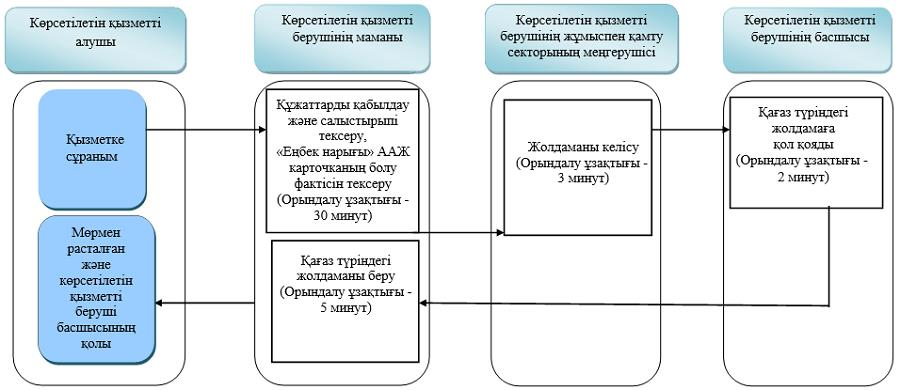 Көрсетілетін қызметті
алушы
Көрсетілетін қызметті
берушінің маманы
Көрсетілетін қызметті
берушінің жұмыспен қамту
секторының меңгерушісі
Көрсетілетін қызметті
берушінің басшысы
Қызметке
сұраным
Құжаттарды қабылдау
және салыстырыпі
тексеру,
«Еңбек нарығы» ААЖ
карточканың болу
фактісін тексеру
(Орындалу ұзақтығы -
30 минут)
Жолдаманы келісу
(Орындалу ұзақтығы -
3 минут)
Қағаз түріндегі
жолдамаға
қол қояды
(Орындалу ұзақтығы -
2 минут)
Мөрмен
расталған
және
көрсетілетін
қызметті
беруші
басшысының
қолы
Қағаз түріндегі
жолдаманы беру
(Орындалу ұзақтығы -
5 минут)